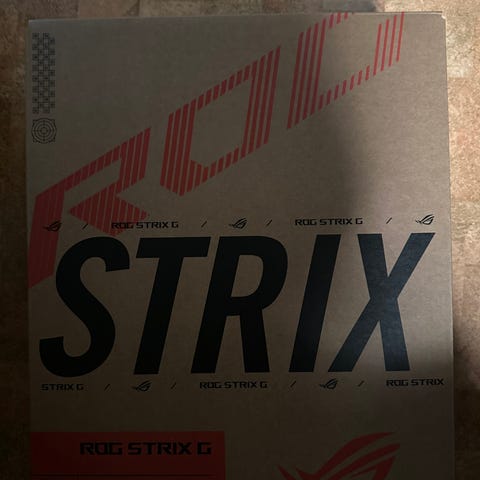 ROG
/ ROG STRIX G / / ROG STRIX G /
STRIX
STRIX G / / ROG STRIX G / / ROG STRIX
ROG STRIX G